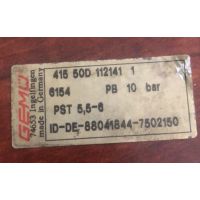 GEMÜ
74653 Ingelfingen
made in Germany
415 50D 112141 1
6154 PB 10 bar
PST 5,5-6
ID-DE-88041844-7502150